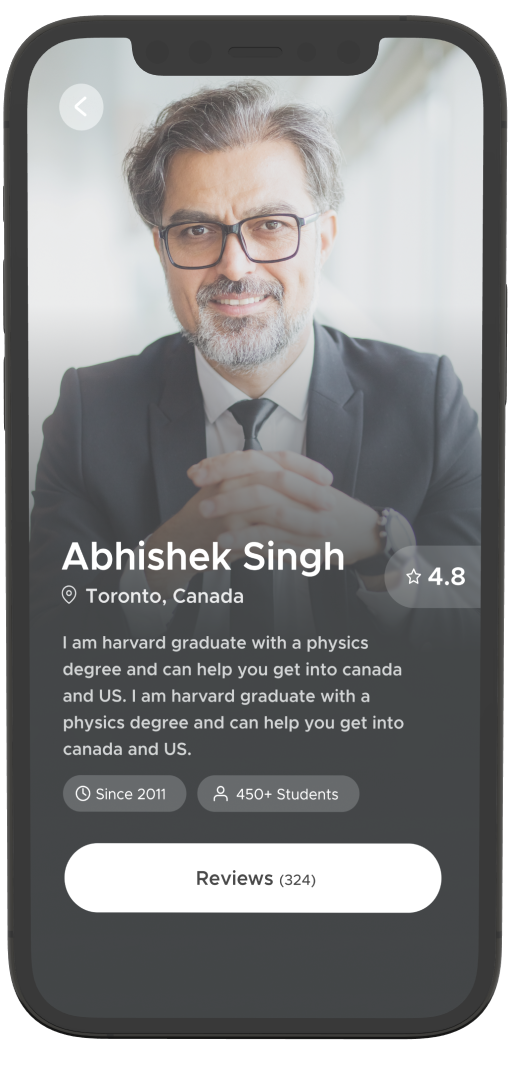 Abhishek Singh
4.8
Toronto, Canada
I am harvard graduate with a physics
degree and can help you get into canada
and US. I am harvard graduate with a
physics degree and can help you get into
canada and US.
Since 2011
450+ Students
Reviews (324)